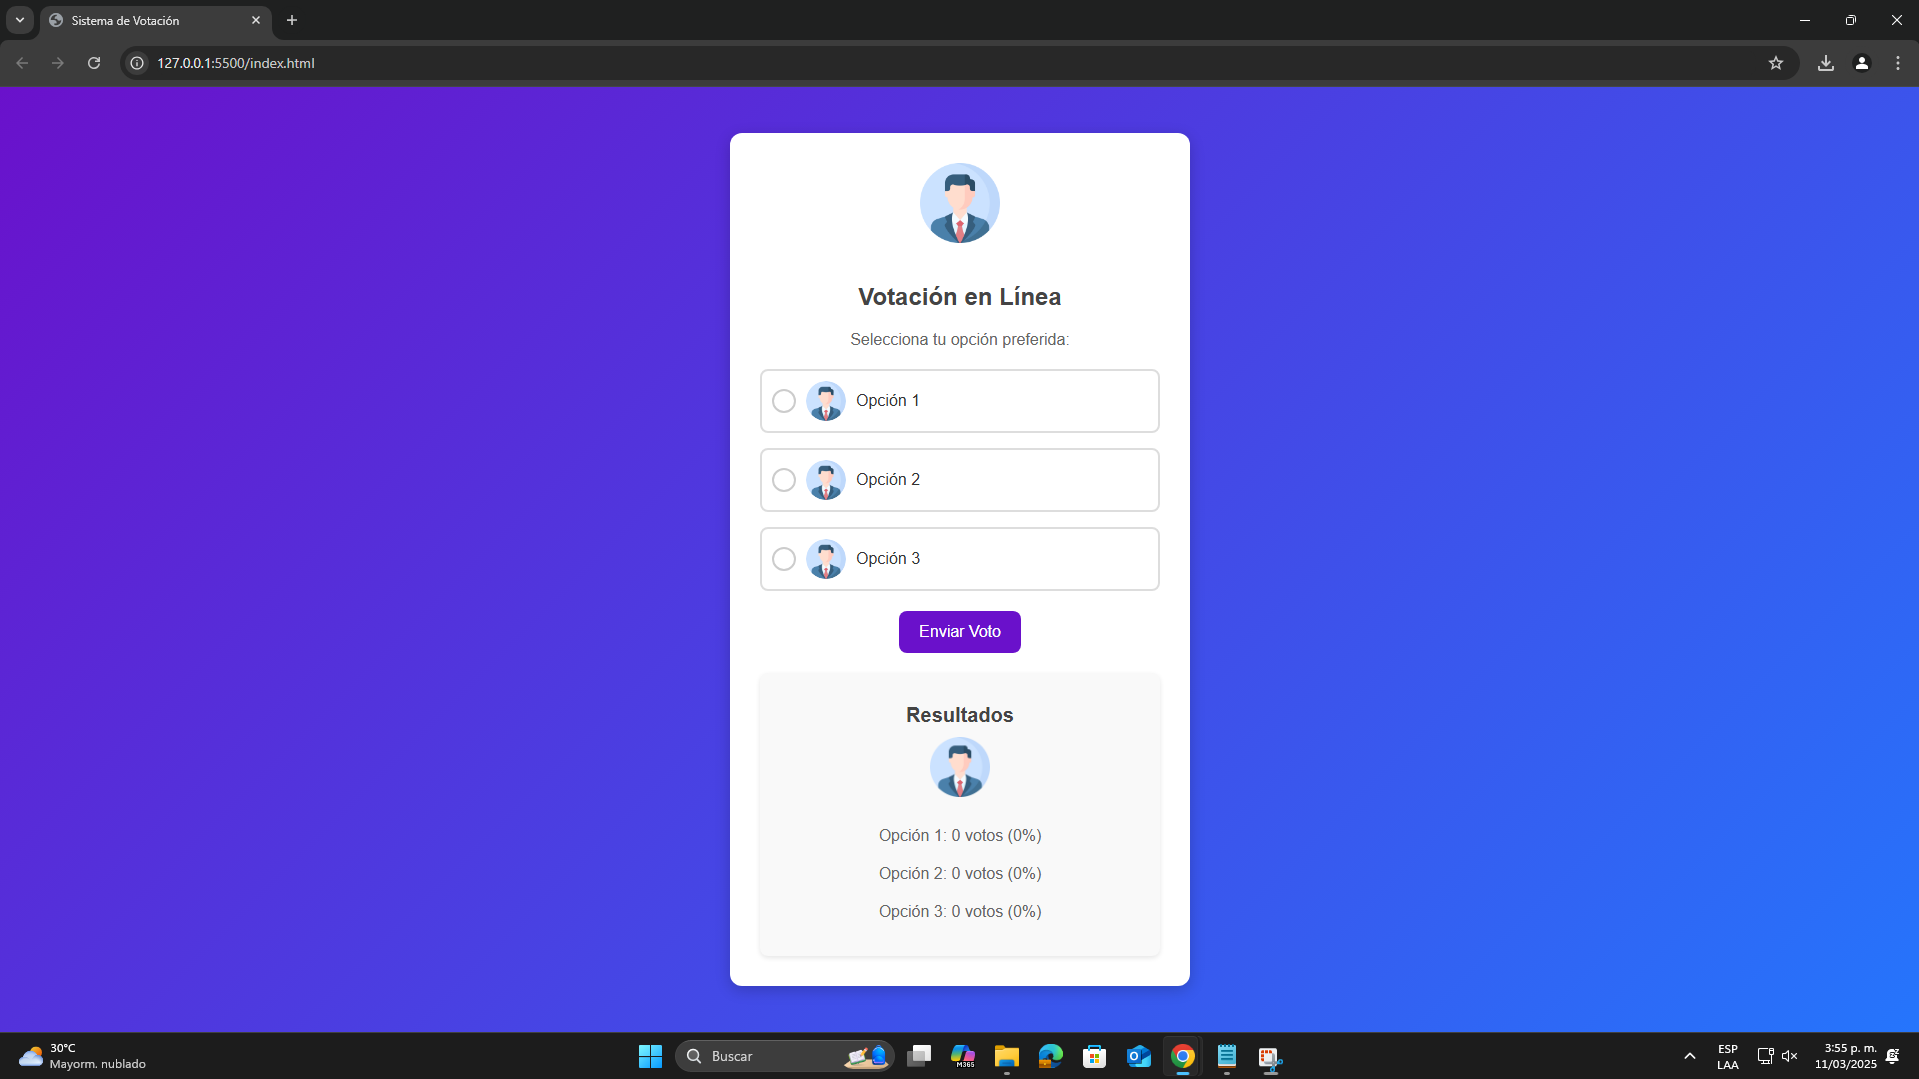 Sistema de Votación
127.0.0.1:5500/index.html
Votación en Línea
Selecciona tu opción preferida:
Opción 1
Opción 2
Opción 3
Enviar Voto
Resultados
Opción 1: 0 votos (0%)
Opción 2: 0 votos (0%)
Opción 3: 0 votos (0%)
30°C
Mayorm. nublado
Buscar
M365
ESP
LAA
3:55 p. m.
11/03/2025